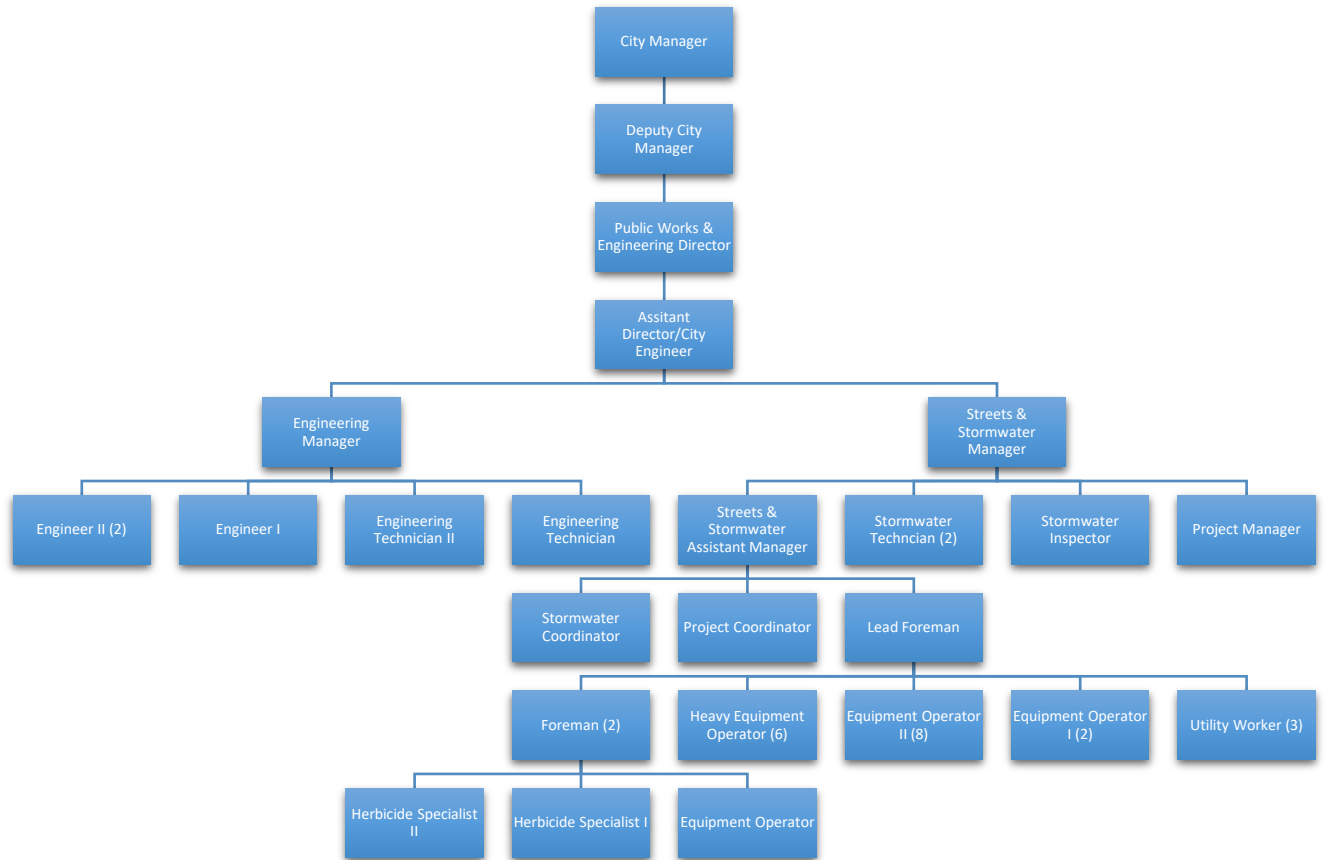 City Manager
Deputy City
Manager
Public Works &
Engineering Director
Assitant
Director/City
Engineer
Engineering
Manager
Streets &
Stormwater
Manager
Engineer II (2)
Engineer I
Engineering
Technician II
Engineering
Technician
Streets &
Stormwater
Assistant Manager
Stormwater
Techncian (2)
Stormwater
Inspector
Project Manager
Stormwater
Coordinator
Project Coordinator
Lead Foreman
Foreman (2)
Heavy Equipment
Operator (6)
Equipment Operator
II (8)
Equipment Operator
I (2)
Utility Worker (3)
Herbicide Specialist
II
Herbicide Specialist I
Equipment Operator